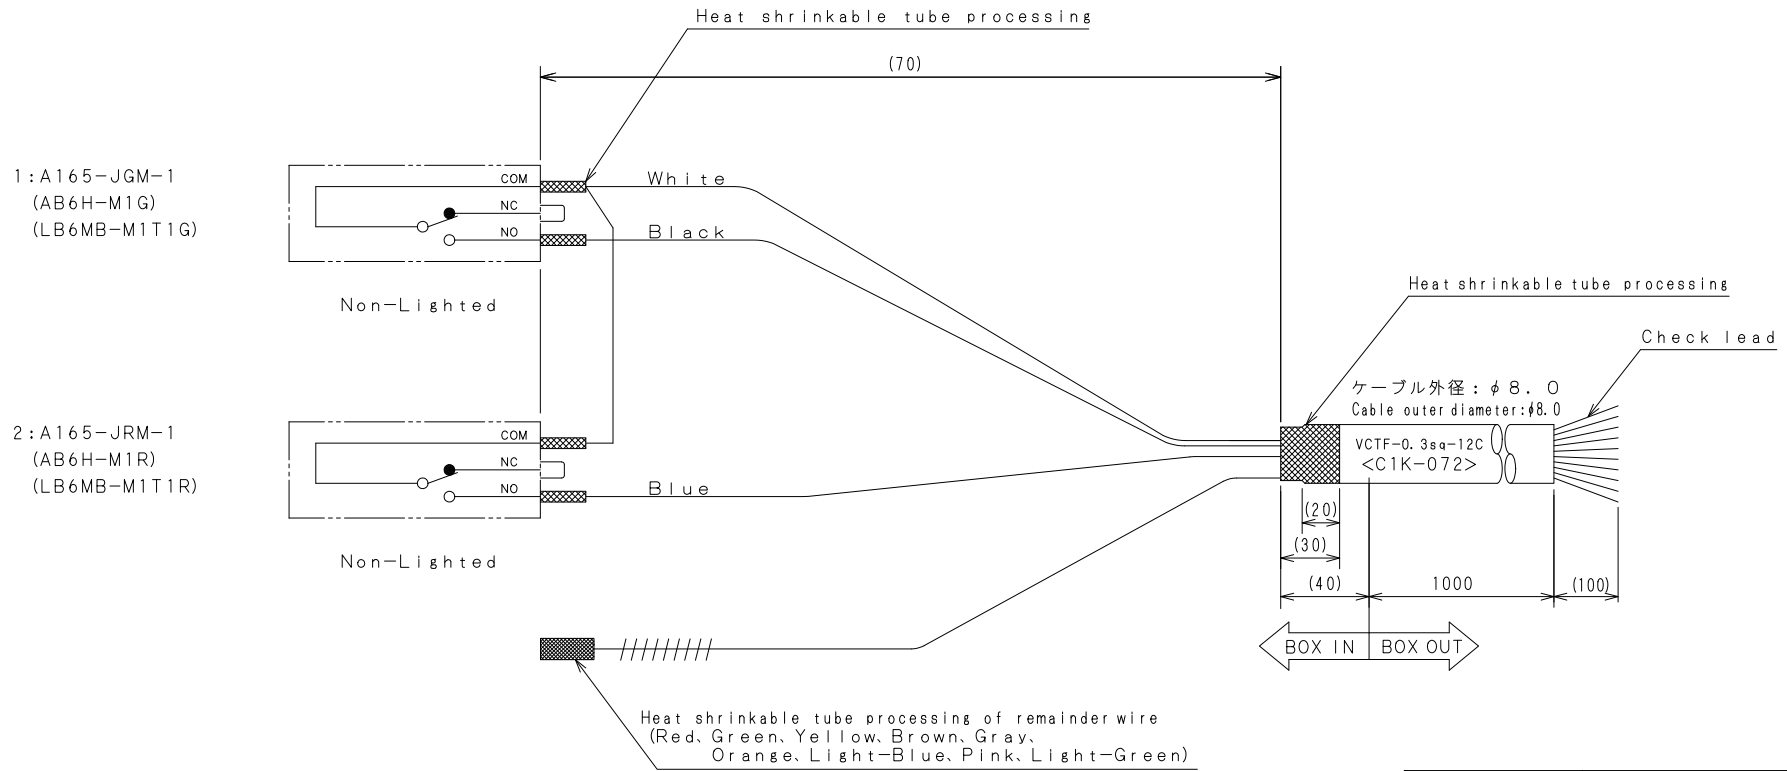 Heat shrinkable tube processing
(70)
1:A165-JGM-1
(AB6H-M1G)
(LB6MB-M1T1G)
COM
NC
NO
White
Black
Non-Lighted
Heat shrinkable tube processing
Check lead
ケーブル外径:φ8.0
Cable outer diameter:φ8.0
VCTF-0.3sq-12C
<C1K-072>
2:A165-JRM-1
(AB6H-M1R)
(LB6MB-M1T1R)
COM
NC
NO
Blue
Non-Lighted
(20)
(30)
(40)
1000
(100)
BOX IN
BOX OUT
Heat shrinkable tube processing of remainder wire
(Red、Green、Yellow、Brown、Gray、
Orange、Light-Blue、Pink、Light-Green)